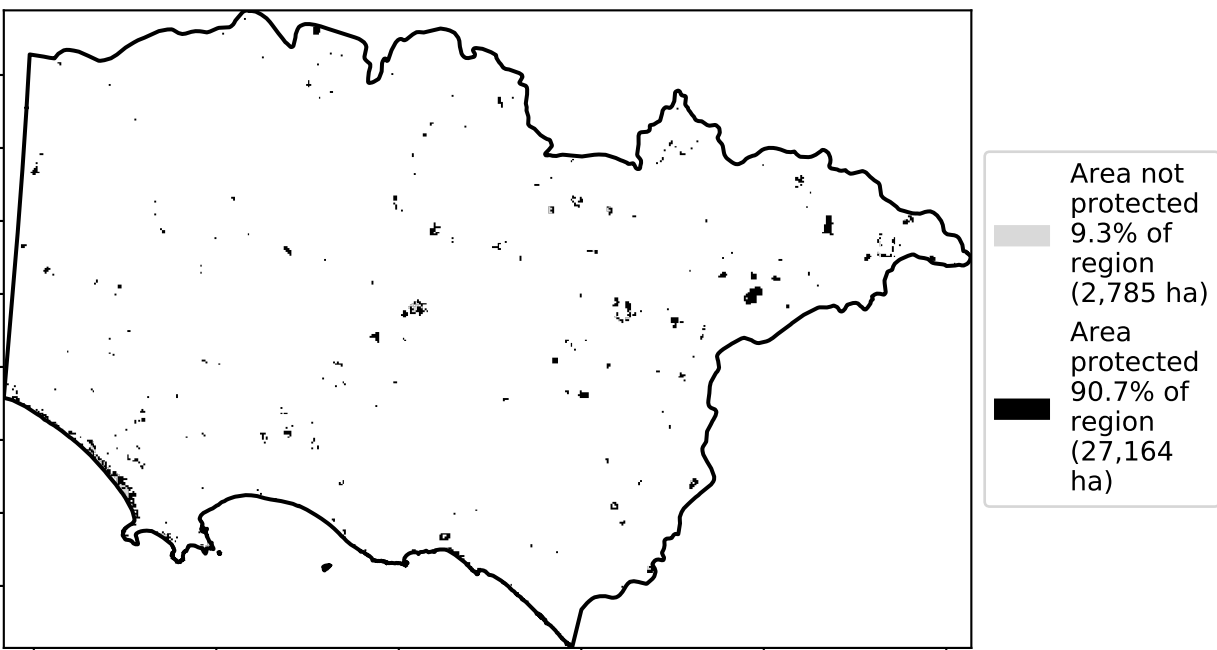 Area not
protected
9.3% of
region
(2,785 ha)
Area
protected
90.7% of
region
(27,164
ha)